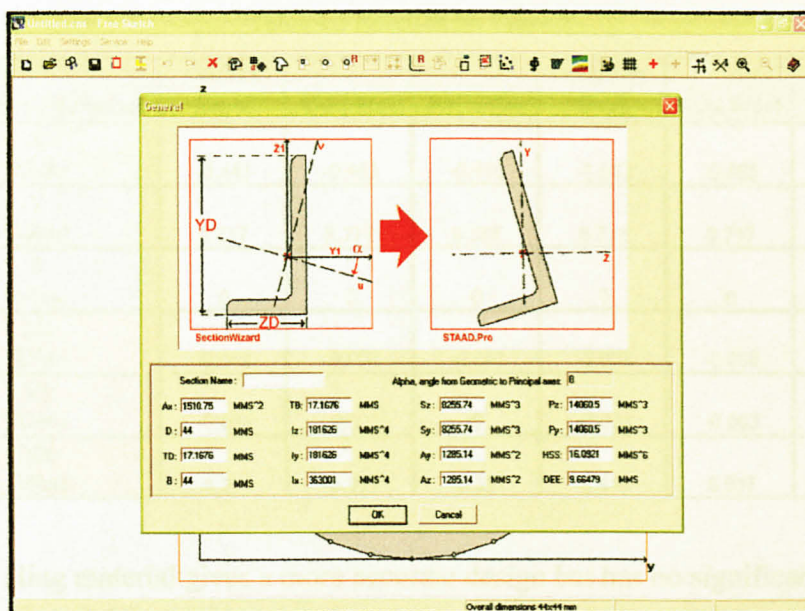 Untitled.cns - Free Sketch
File Edit Settings Service Help
z
General
Z1
v
YD
Y1
α
u
ZD
SectionWizard
Y
Z
STAAD.Pro
Section Name :
Alpha, angle from Geometric to Principal axes:
Ax : 1510.75 MMS^2 TB: 17.1676 MMS Sz : 8255.74 MMS^3 Pz : 14060.5 MMS^3
D : 44 MMS Iz : 181626 MMS^4 Sy : 8255.74 MMS^3 Py : 14060.5 MMS^3
TD: 17.1676 MMS Iy : 181626 MMS^4 Ay : 1285.14 MMS^2 HSS: 16.0921 MMS^6
B : 44 MMS Ix : 363001 MMS^4 Az : 1285.14 MMS^2 DEE: 9.66479 MMS
OK Cancel
y
Overall dimensions 44x44 mm